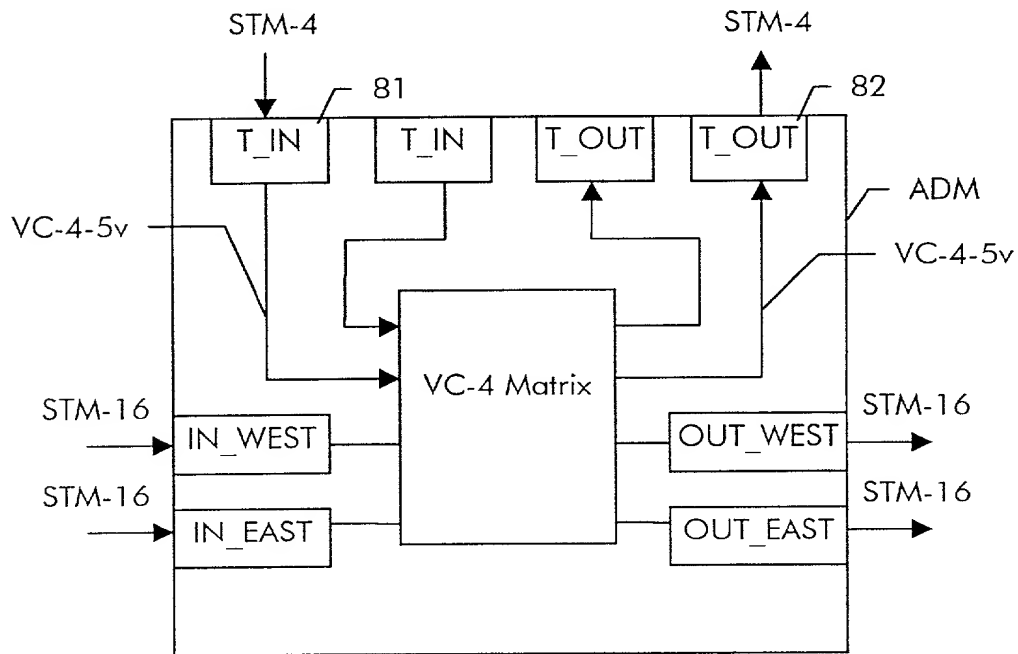 STM-4
STM-4
81
82
T_IN
T_IN
T_OUT
T_OUT
ADM
VC-4-5v
VC-4-5v
VC-4 Matrix
STM-16
STM-16
IN_WEST
OUT_WEST
STM-16
STM-16
IN_EAST
OUT_EAST